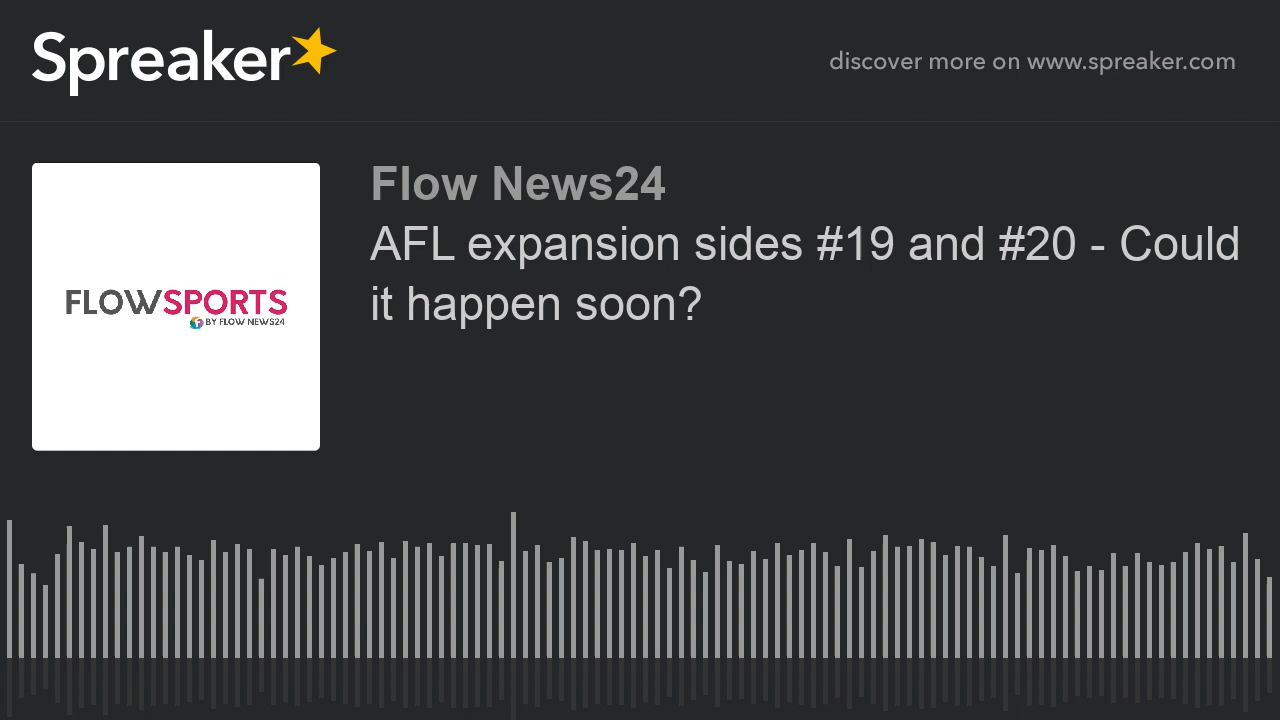 Spreaker
discover more on www.spreaker.com
FLOWSPORTS
BY FLOW NEWS24
Flow News24
AFL expansion sides #19 and #20 - Could
it happen soon?